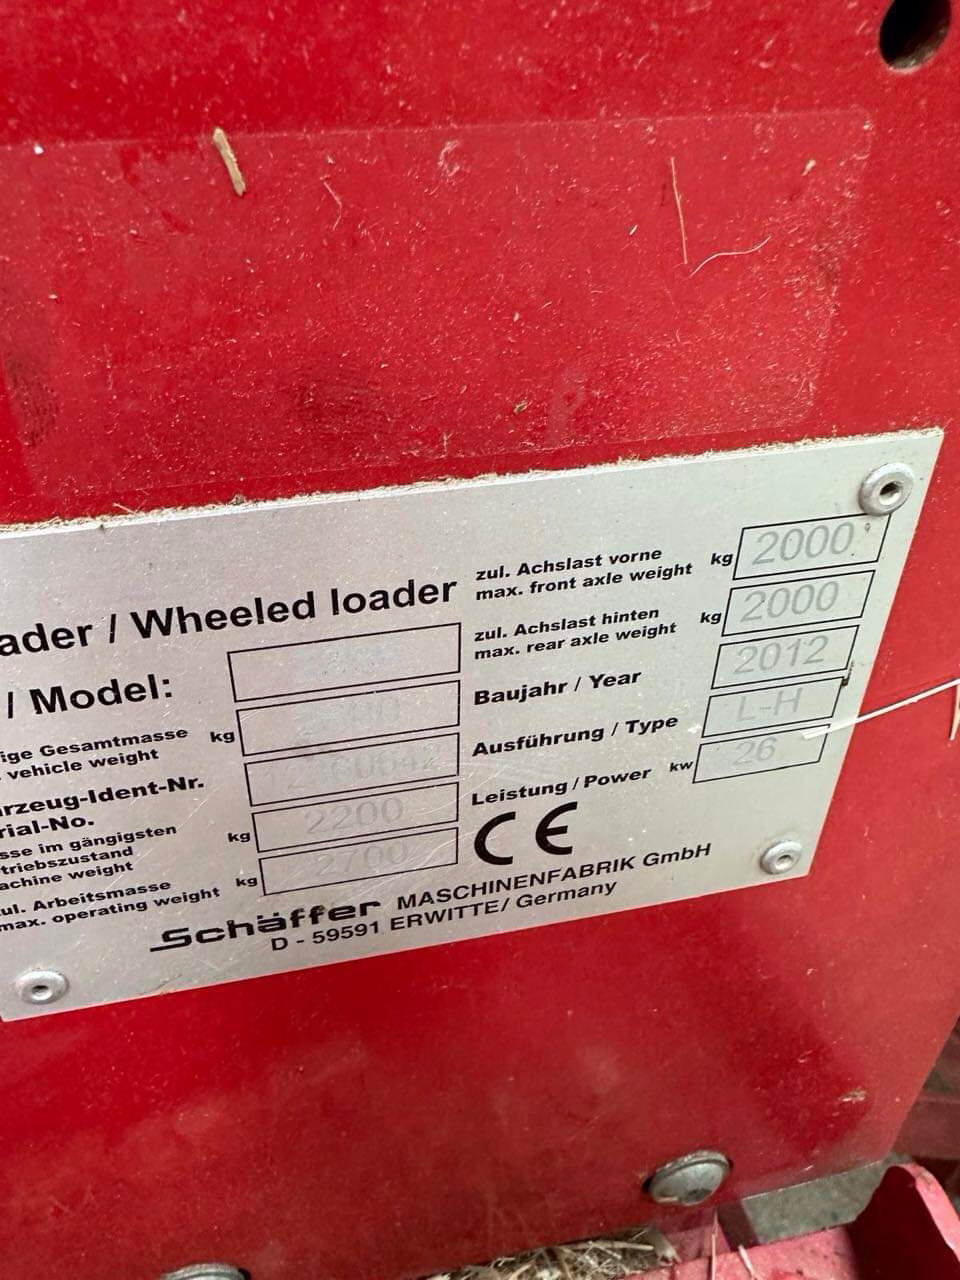 ader / Wheeled loader
/ Model:
ige Gesamtmasse kg
vehicle weight
rzeug-Ident-Nr.
rial-No.
sse im gängigsten kg 2200
triebszustand
achine weight
ul. Arbeitsmasse kg 2700
max. operating weight
zul. Achslast vorne kg 2000
max. front axle weight
zul. Achslast hinten kg 2000
max. rear axle weight
Baujahr / Year 2012
Ausführung / Type L-H
Leistung / Power kw 26
CE
Schäffer MASCHINENFABRIK GmbH
D - 59591 ERWITTE / Germany